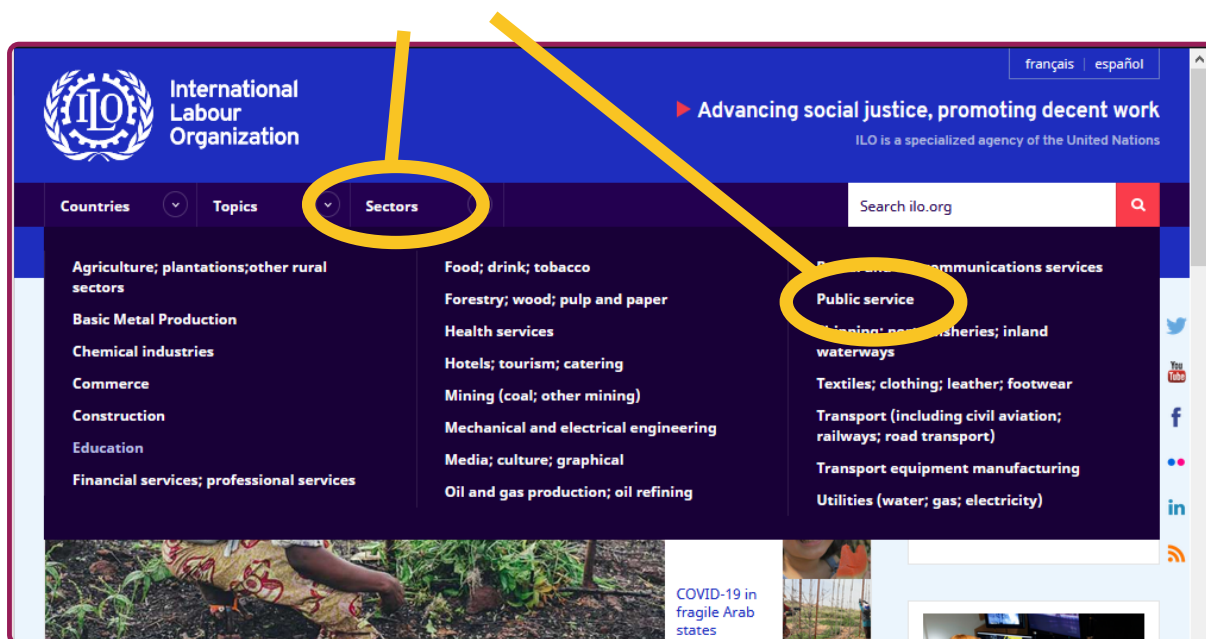 français | español
ILO
International
Labour
Organization
Advancing social justice, promoting decent work
ILO is a specialized agency of the United Nations
Countries
Topics
Sectors
Search ilo.org
Agriculture; plantations;other rural
sectors
Basic Metal Production
Chemical industries
Commerce
Construction
Education
Financial services; professional services
Food; drink; tobacco
Forestry; wood; pulp and paper
Health services
Hotels; tourism; catering
Mining (coal; other mining)
Mechanical and electrical engineering
Media; culture; graphical
Oil and gas production; oil refining
communications services
Public service
fisheries; inland
waterways
Textiles; clothing; leather; footwear
Transport (including civil aviation;
railways; road transport)
Transport equipment manufacturing
Utilities (water; gas; electricity)
You
Tube
f
in
COVID-19 in
fragile Arab
states